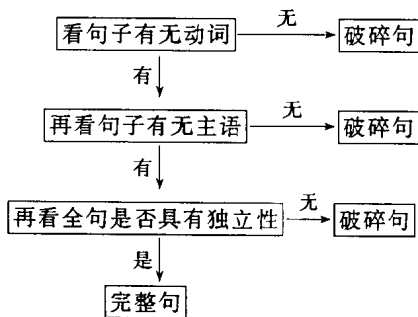 看句子有无动词
无
破碎句
有
再看句子有无主语
无
破碎句
有
再看全句是否具有独立性
无
破碎句
是
完整句